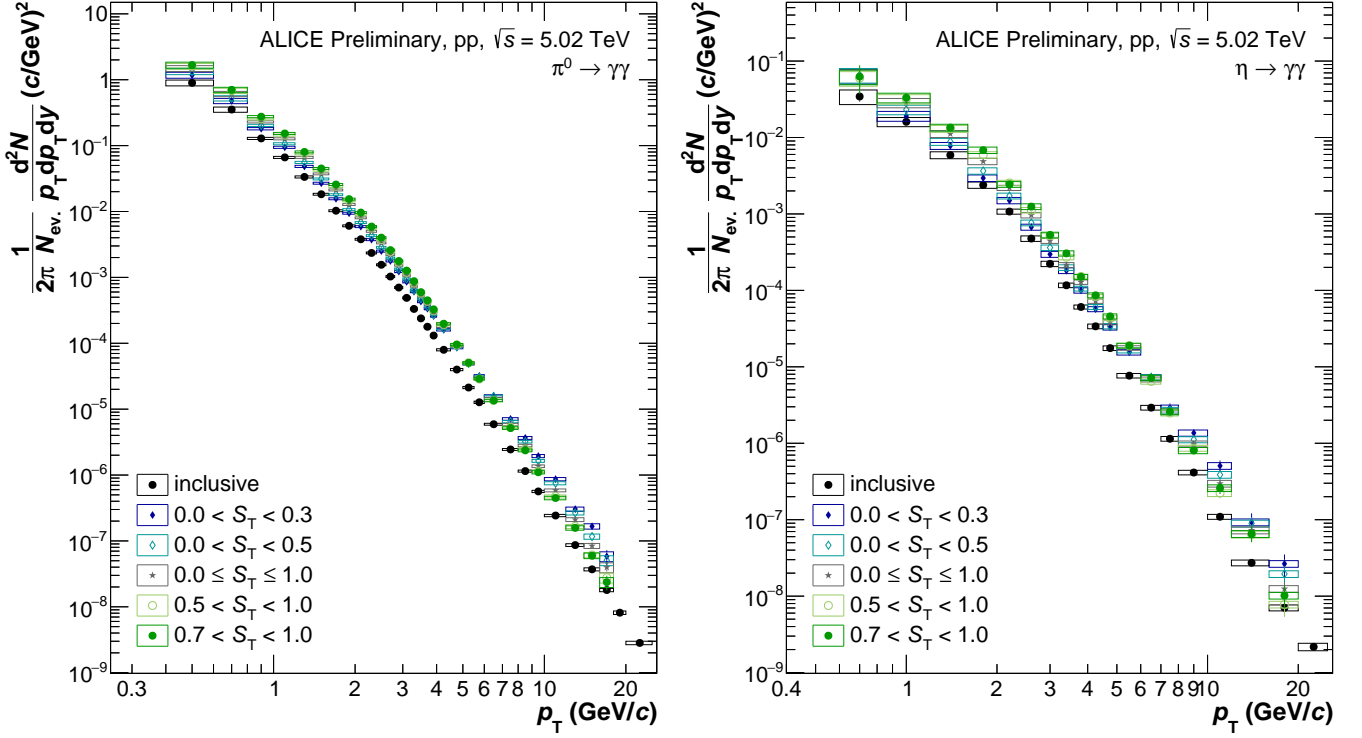 ALICE Preliminary, pp, √s = 5.02 TeV
π⁰ → γγ
1/2π 1/N_ev. d²N/p_T dp_T dy (c/GeV)²
10
1
10⁻¹
10⁻²
10⁻³
10⁻⁴
10⁻⁵
10⁻⁶
10⁻⁷
10⁻⁸
10⁻⁹
inclusive
0.0 < S_T < 0.3
0.0 < S_T < 0.5
0.0 ≤ S_T ≤ 1.0
0.5 < S_T < 1.0
0.7 < S_T < 1.0
0.3 1 2 3 4 5 6 7 8 10 20
p_T (GeV/c)
ALICE Preliminary, pp, √s = 5.02 TeV
η → γγ
1/2π 1/N_ev. d²N/p_T dp_T dy (c/GeV)²
10⁻¹
10⁻²
10⁻³
10⁻⁴
10⁻⁵
10⁻⁶
10⁻⁷
10⁻⁸
10⁻⁹
inclusive
0.0 < S_T < 0.3
0.0 < S_T < 0.5
0.0 ≤ S_T ≤ 1.0
0.5 < S_T < 1.0
0.7 < S_T < 1.0
0.4 1 2 3 4 5 6 7 8 9 10 20
p_T (GeV/c)